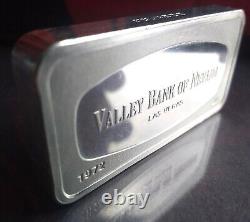 VALLEY BANK OF NEVADA
LAS VEGAS
1972